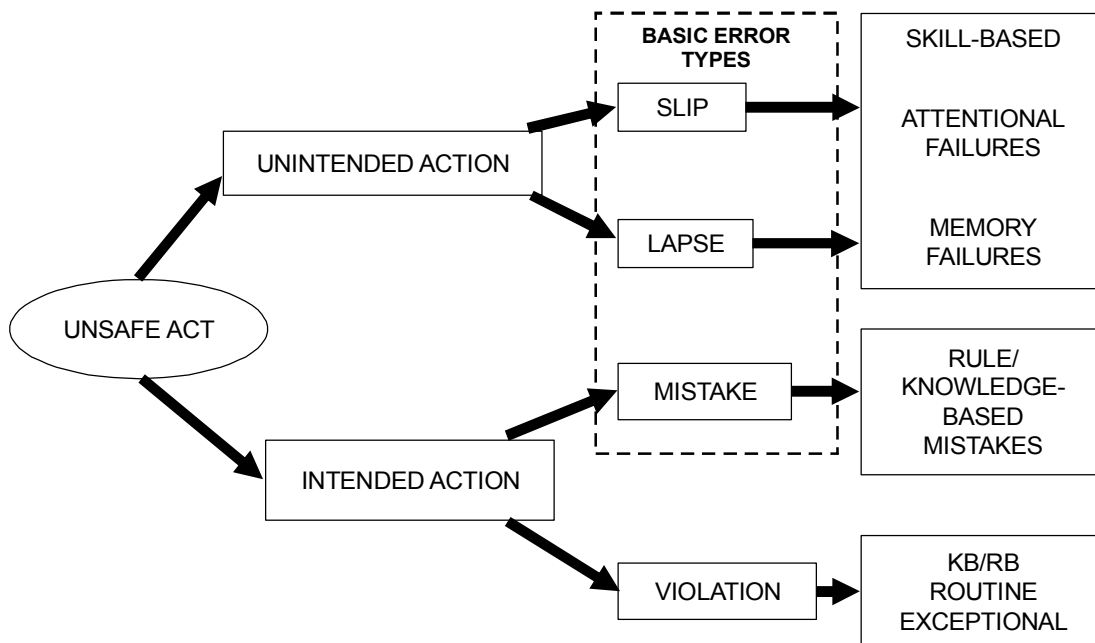 BASIC ERROR
TYPES
SKILL-BASED
SLIP
ATTENTIONAL
FAILURES
UNINTENDED ACTION
LAPSE
MEMORY
FAILURES
UNSAFE ACT
MISTAKE
RULE/
KNOWLEDGE-
BASED
MISTAKES
INTENDED ACTION
VIOLATION
KB/RB
ROUTINE
EXCEPTIONAL